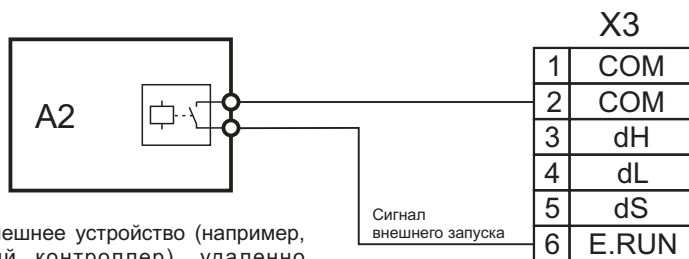 X3
A2
1 COM
2 COM
3 dH
4 dL
5 dS
6 E.RUN
Сигнал
внешнего запуска
устройство (например,
контроллер), удаленно